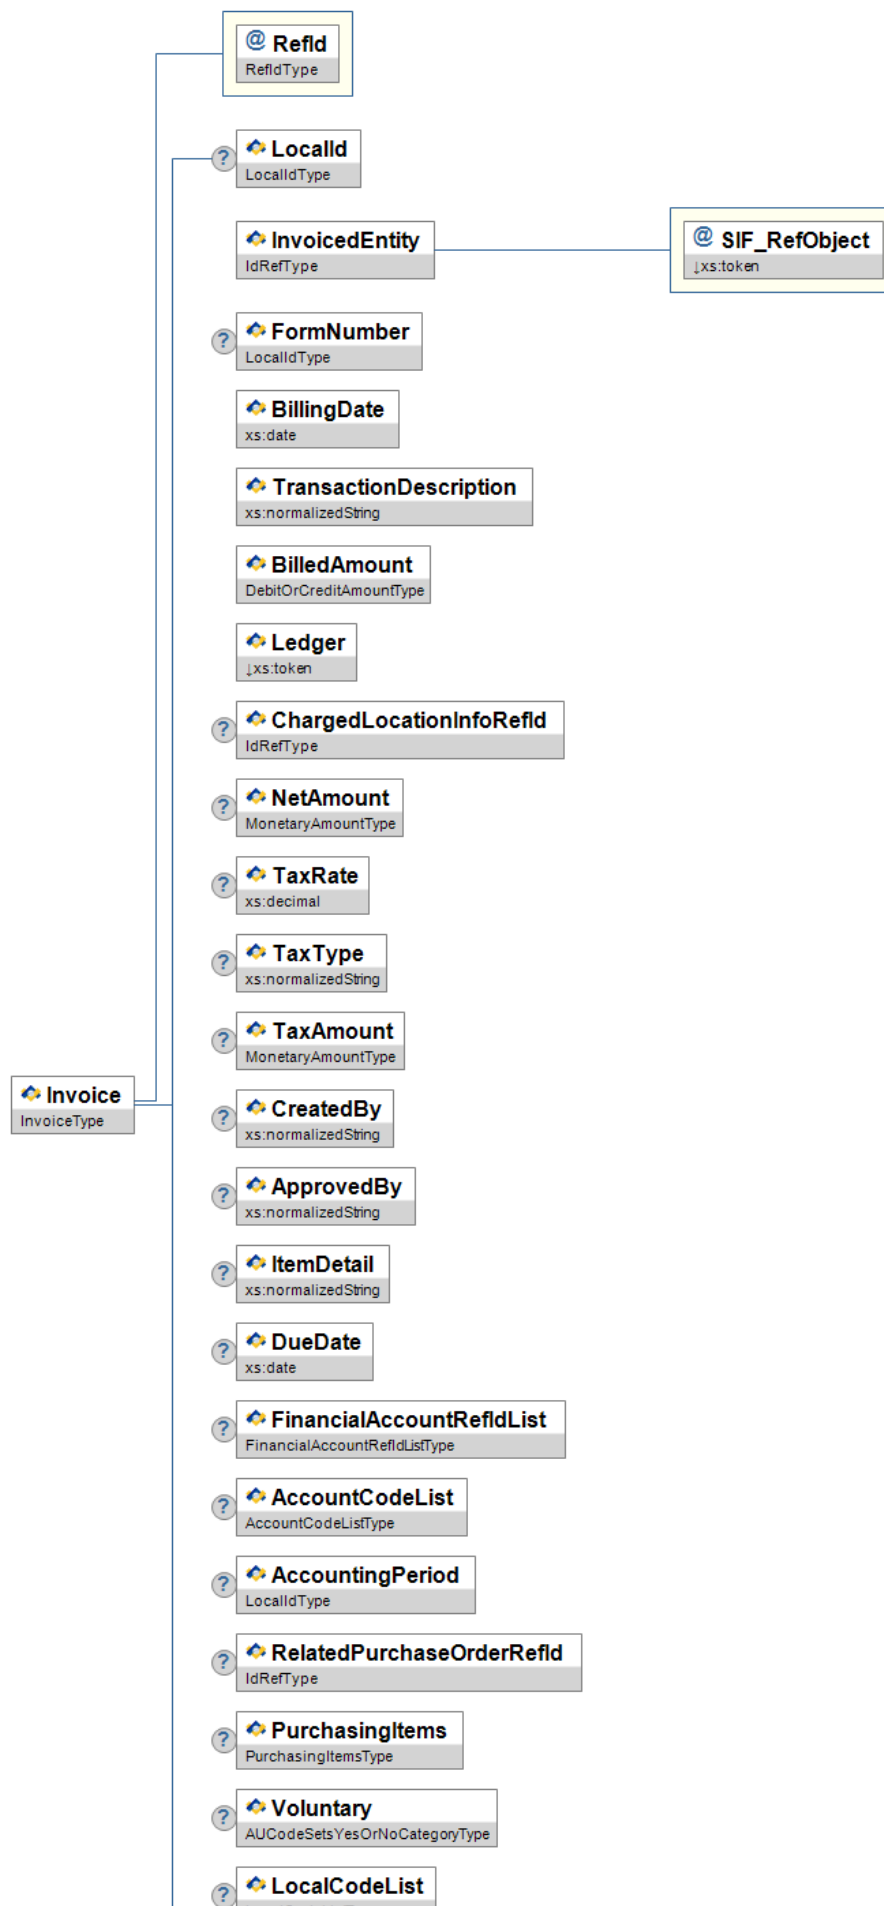 @ RefId
RefIdType
? LocalId
LocalIdType
InvoicedEntity
IdRefType
@ SIF_RefObject
↓xs:token
? FormNumber
LocalIdType
BillingDate
xs:date
TransactionDescription
xs:normalizedString
BilledAmount
DebitOrCreditAmountType
Ledger
↓xs:token
? ChargedLocationInfoRefId
IdRefType
? NetAmount
MonetaryAmountType
? TaxRate
xs:decimal
? TaxType
xs:normalizedString
? TaxAmount
MonetaryAmountType
Invoice
InvoiceType
? CreatedBy
xs:normalizedString
? ApprovedBy
xs:normalizedString
? ItemDetail
xs:normalizedString
? DueDate
xs:date
? FinancialAccountRefIdList
FinancialAccountRefIdListType
? AccountCodeList
AccountCodeListType
? AccountingPeriod
LocalIdType
? RelatedPurchaseOrderRefId
IdRefType
? PurchasingItems
PurchasingItemsType
? Voluntary
AUCodeSetsYesOrNoCategoryType
? LocalCodeList